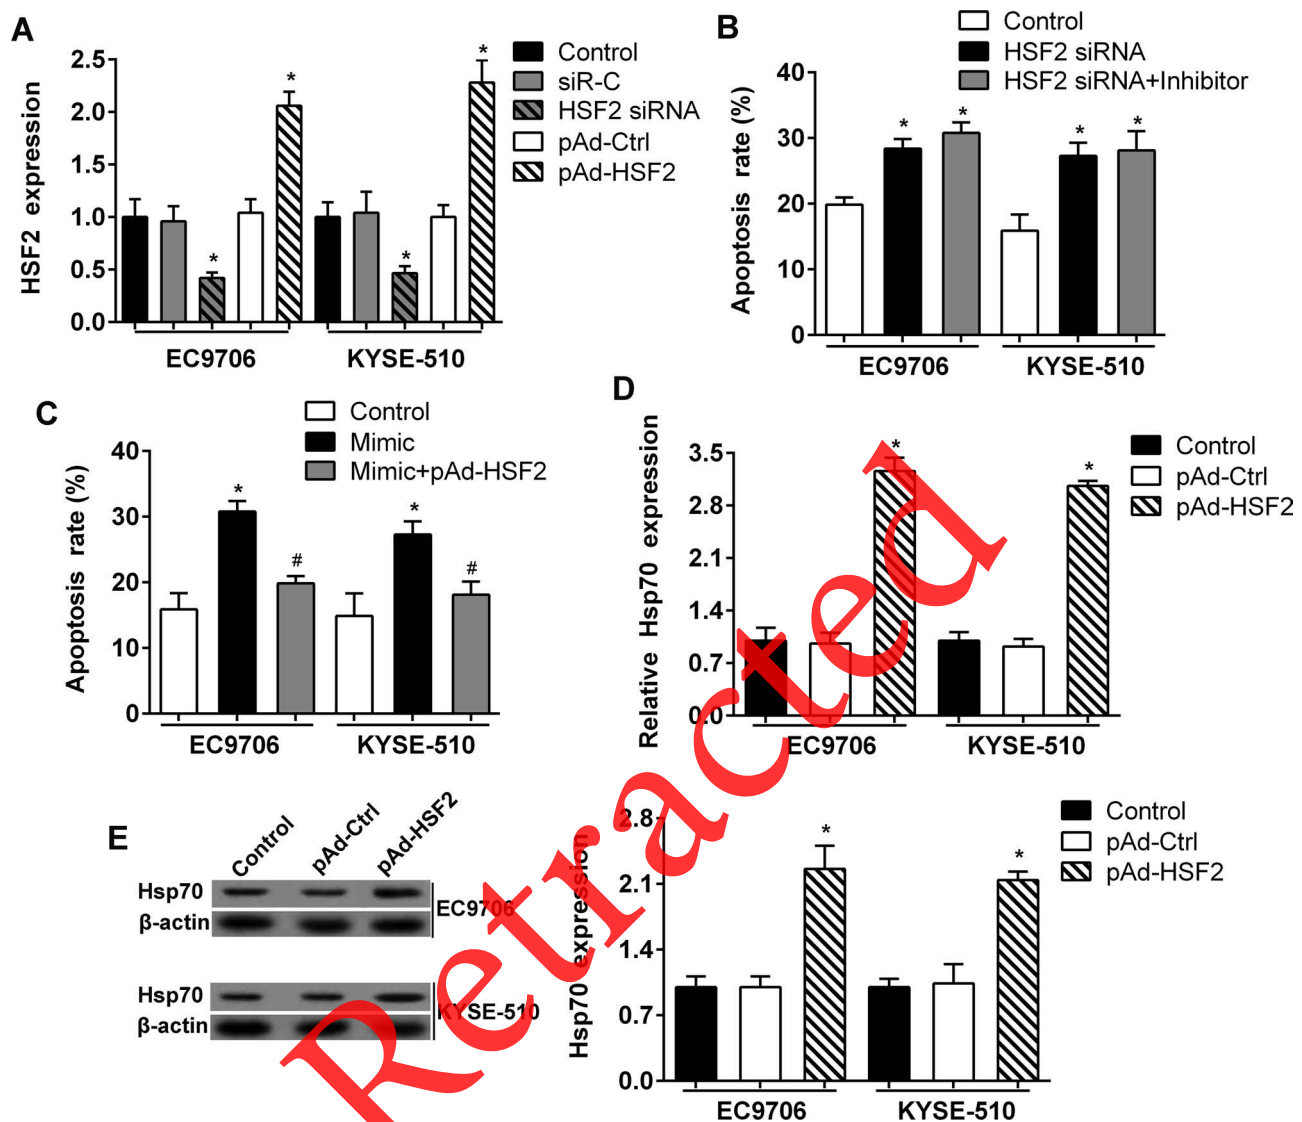 A
HSF2 expression
2.5
2.0
1.5
1.0
0.5
0.0
* * * *
EC9706 KYSE-510
Control
siR-C
HSF2 siRNA
pAd-Ctrl
pAd-HSF2
B
Apoptosis rate (%)
40
30
20
10
0
* * * *
EC9706 KYSE-510
Control
HSF2 siRNA
HSF2 siRNA+Inhibitor
C
Apoptosis rate (%)
40
30
20
10
0
* # * #
EC9706 KYSE-510
Control
Mimic
Mimic+pAd-HSF2
D
Relative Hsp70 expression
3.5
2.8
2.1
1.4
0.7
0.0
* *
EC9706 KYSE-510
Control
pAd-Ctrl
pAd-HSF2
E
Control pAd-Ctrl pAd-HSF2
Hsp70
β-actin
EC9706
Hsp70
β-actin
KYSE-510
Hsp70 expression
2.8
2.1
1.4
0.7
0.0
* *
EC9706 KYSE-510
Control
pAd-Ctrl
pAd-HSF2
Retracted